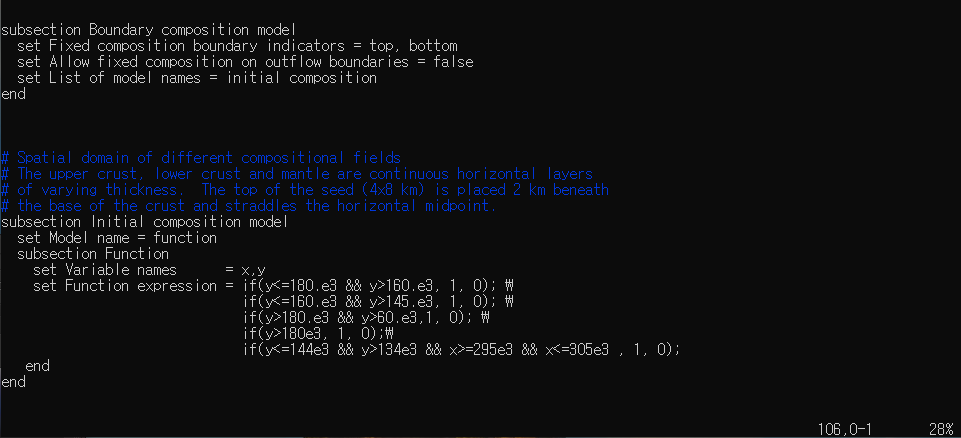 subsection Boundary composition model
  set Fixed composition boundary indicators = top, bottom
  set Allow fixed composition on outflow boundaries = false
  set List of model names = initial composition
end
# Spatial domain of different compositional fields
# The upper crust, lower crust and mantle are continuous horizontal layers
# of varying thickness.  The top of the seed (4x8 km) is placed 2 km beneath
# the base of the crust and straddles the horizontal midpoint.
subsection Initial composition model
  set Model name = function
  subsection Function
    set Variable names      = x,y
    set Function expression = if(y<=180.e3 && y>160.e3, 1, 0); ₩
                              if(y<=160.e3 && y>145.e3, 1, 0); ₩
                              if(y>180.e3 && y>60.e3,1, 0); ₩
                              if(y>180e3, 1, 0);₩
                              if(y<=144e3 && y>134e3 && x>=295e3 && x<=305e3 , 1, 0);
   end
end
106,0-1       28%